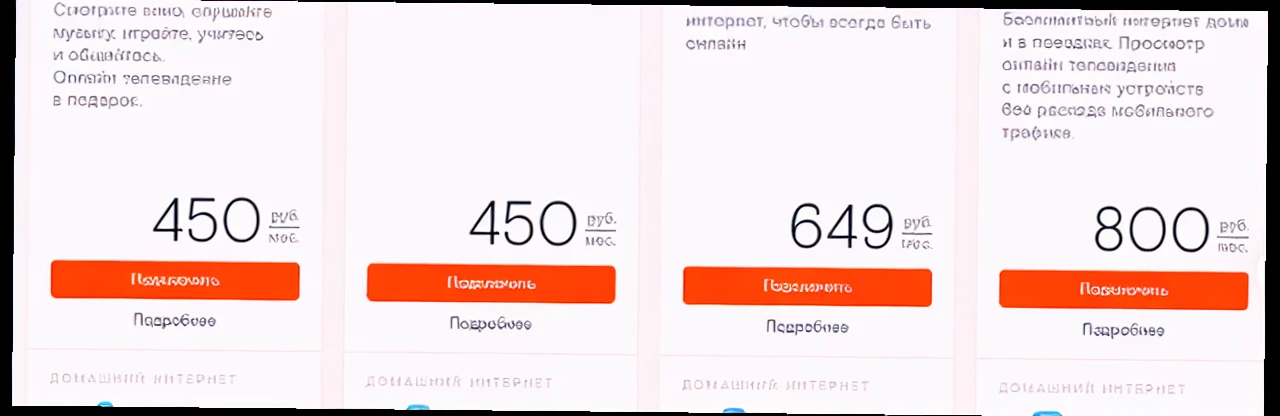 Смотрите кино, слушайте
музыку, играйте, учитесь
и общайтесь.
Онлайн телевидение
в подарок.
450 руб. мес.
Подключить
Подробнее
ДОМАШНИЙ ИНТЕРНЕТ
450 руб. мес.
Подключить
Подробнее
ДОМАШНИЙ ИНТЕРНЕТ
интернет, чтобы всегда быть
онлайн
649 руб. мес.
Подключить
Подробнее
ДОМАШНИЙ ИНТЕРНЕТ
Безлимитный интернет дома
и в поездках. Просмотр
онлайн телевидения
с мобильных устройств
без расхода мобильного
трафика.
800 руб. мес.
Подключить
Подробнее
ДОМАШНИЙ ИНТЕРНЕТ